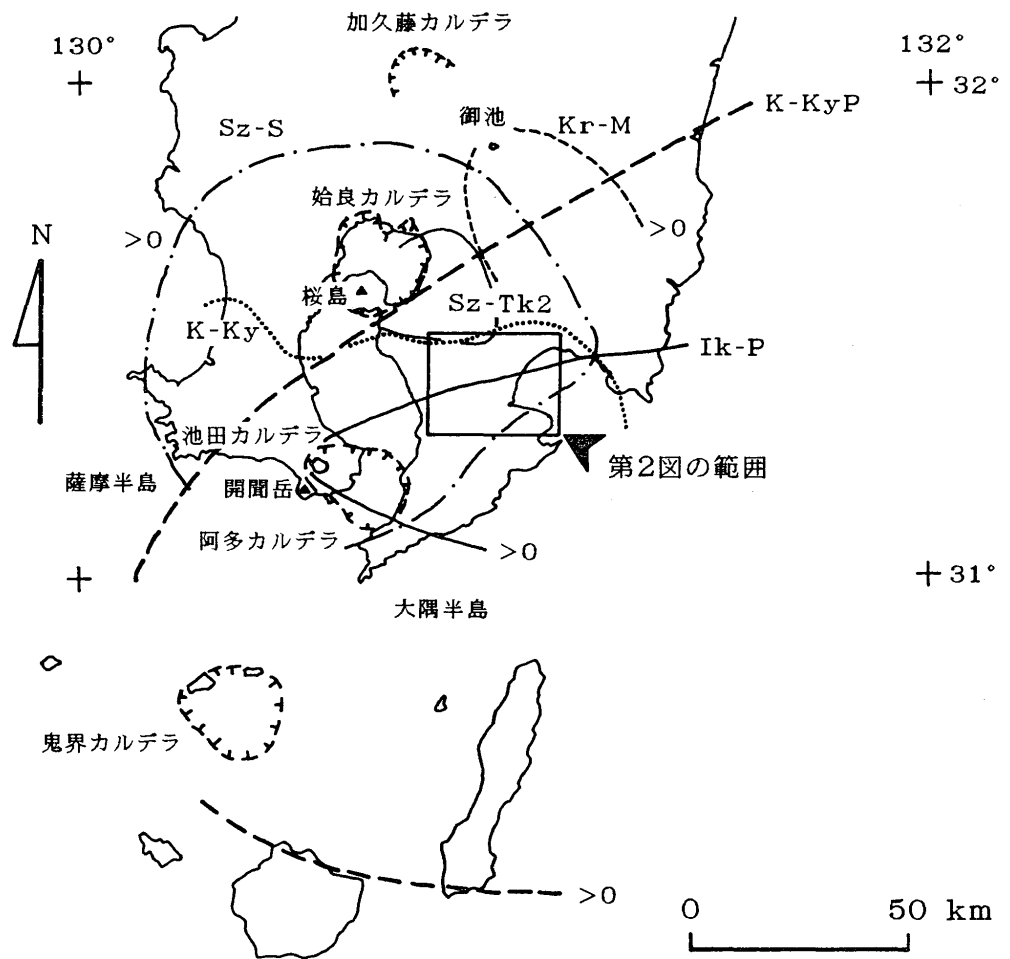 加久藤カルデラ
130°
132°
32°
K-KyP
御池
Kr-M
Sz-S
姶良カルデラ
>0
>0
N
桜島
Sz-Tk2
K-Ky
Ik-P
池田カルデラ
第2図の範囲
薩摩半島
開聞岳
阿多カルデラ
>0
31°
大隅半島
鬼界カルデラ
>0
0
50 km